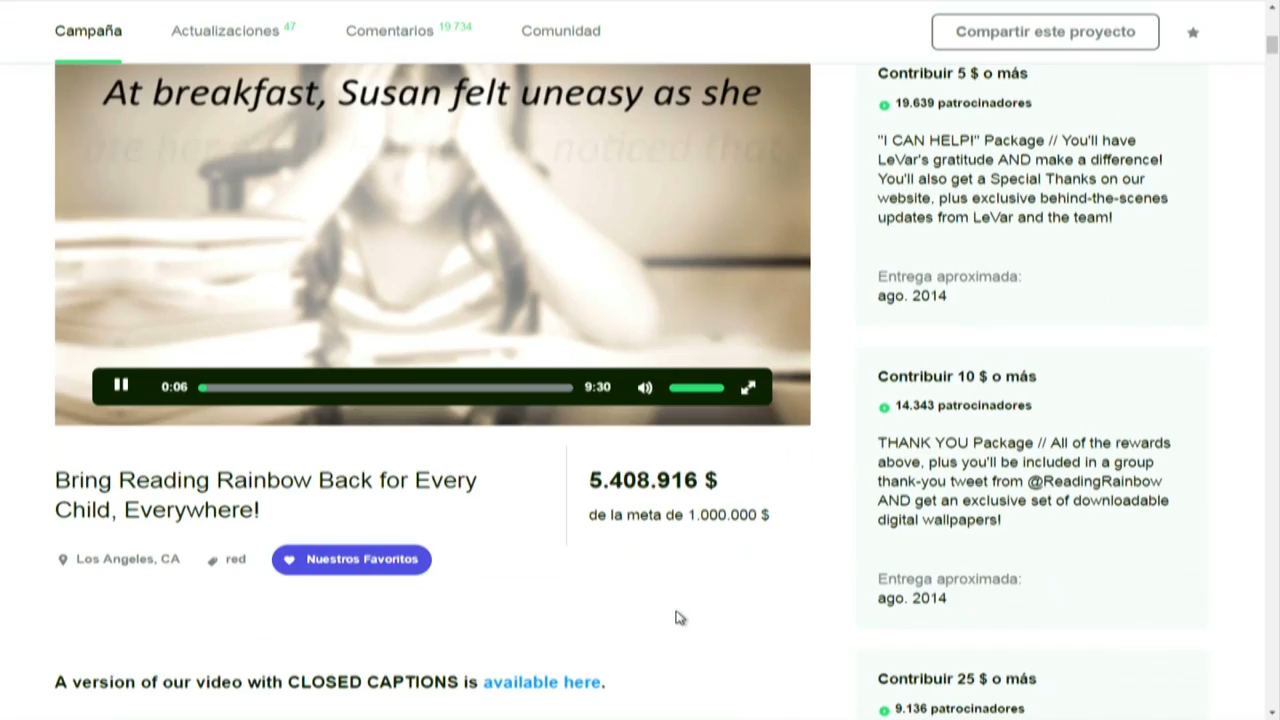 Campaña Actualizaciones 47 Comentarios 19.734 Comunidad Compartir este proyecto
At breakfast, Susan felt uneasy as she
noticed that
0:06 9:30
Bring Reading Rainbow Back for Every
Child, Everywhere!
Los Angeles, CA red Nuestros Favoritos
5.408.916 $
de la meta de 1.000.000 $
A version of our video with CLOSED CAPTIONS is available here.
Contribuir 5 $ o más
19.639 patrocinadores
"I CAN HELP!" Package // You'll have
LeVar's gratitude AND make a difference!
You'll also get a Special Thanks on our
website, plus exclusive behind-the-scenes
updates from LeVar and the team!
Entrega aproximada:
ago. 2014
Contribuir 10 $ o más
14.343 patrocinadores
THANK YOU Package // All of the rewards
above, plus you'll be included in a group
thank-you tweet from @ReadingRainbow
AND get an exclusive set of downloadable
digital wallpapers!
Entrega aproximada:
ago. 2014
Contribuir 25 $ o más
9.136 patrocinadores